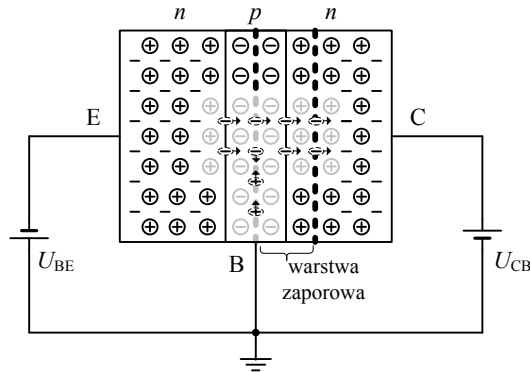 n p n
E C
B
warstwa
zaporowa
U_BE
U_CB